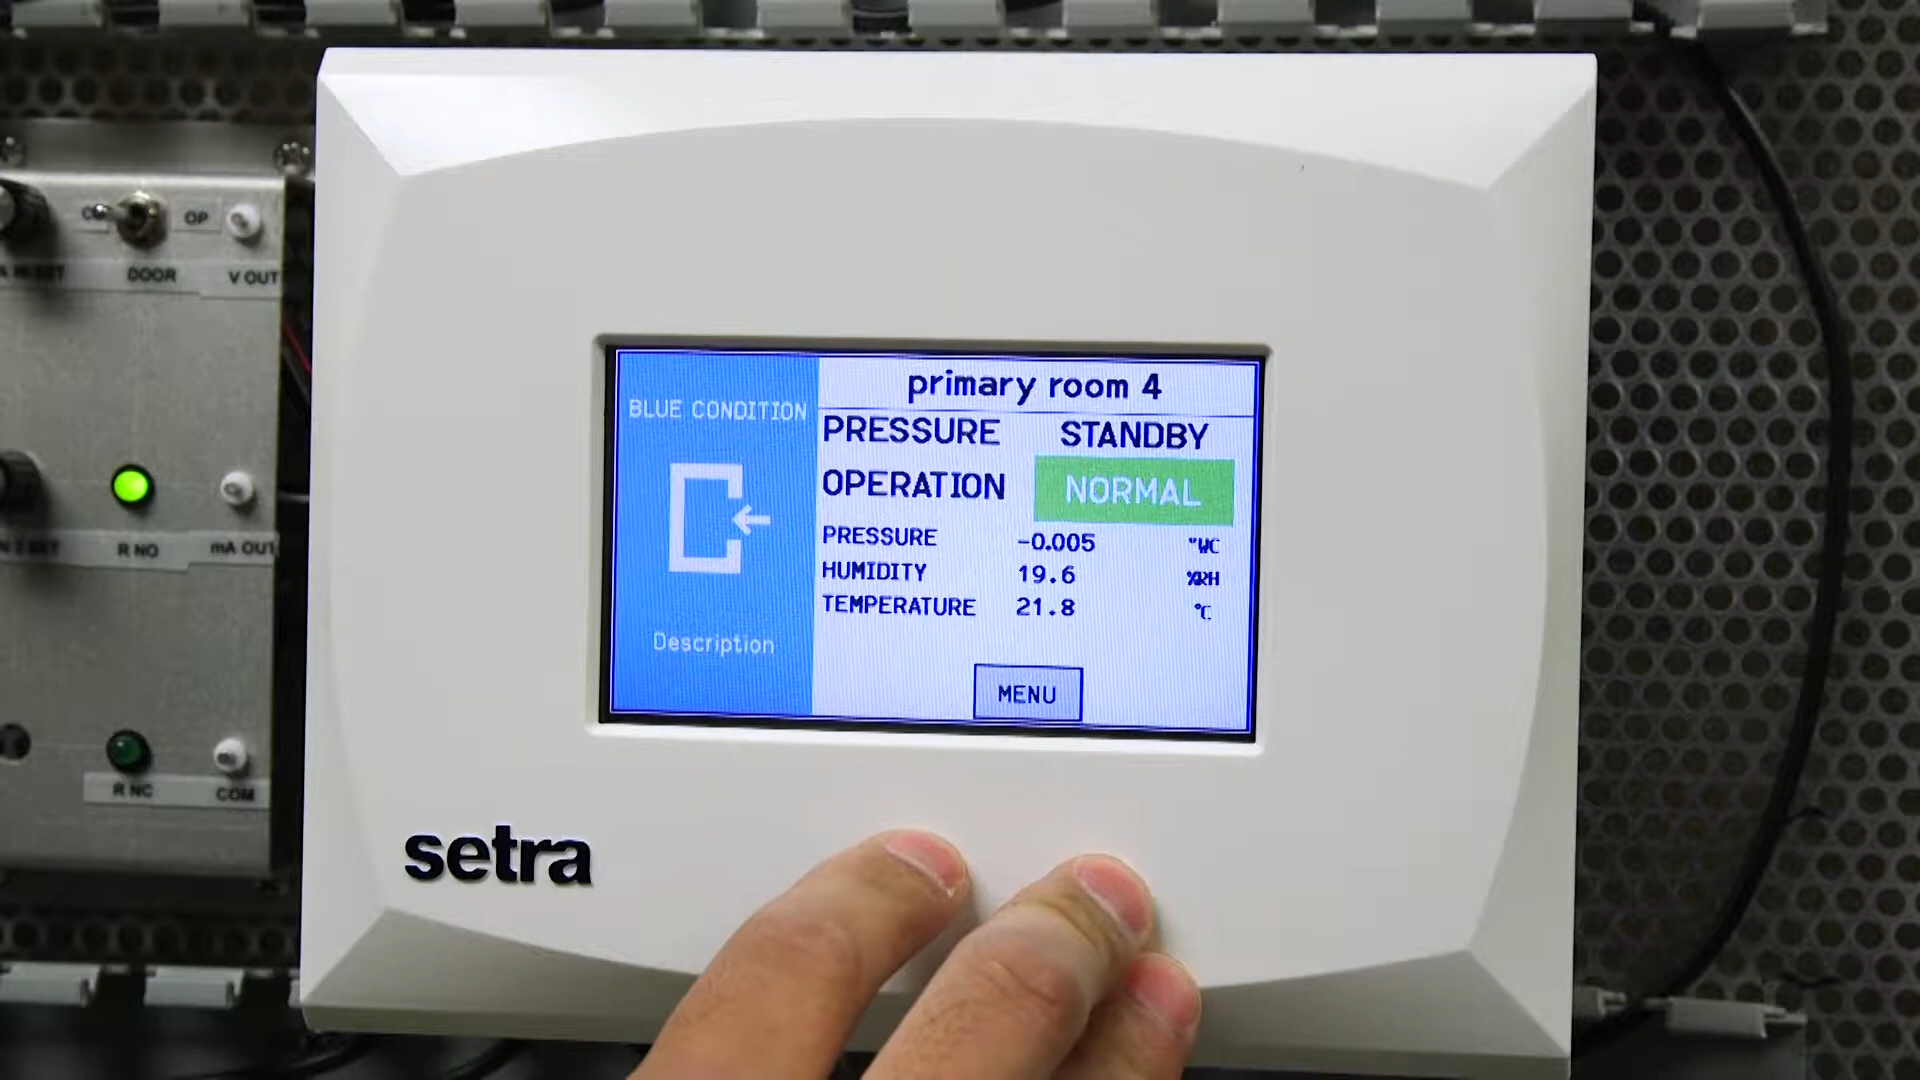 OP
DOOR
V OUT
R NO
mA OUT
R NC
COM
BLUE CONDITION
Description
primary room 4
PRESSURE STANDBY
OPERATION NORMAL
PRESSURE -0.005 "WC
HUMIDITY 19.6 %RH
TEMPERATURE 21.8 °C
MENU
setra